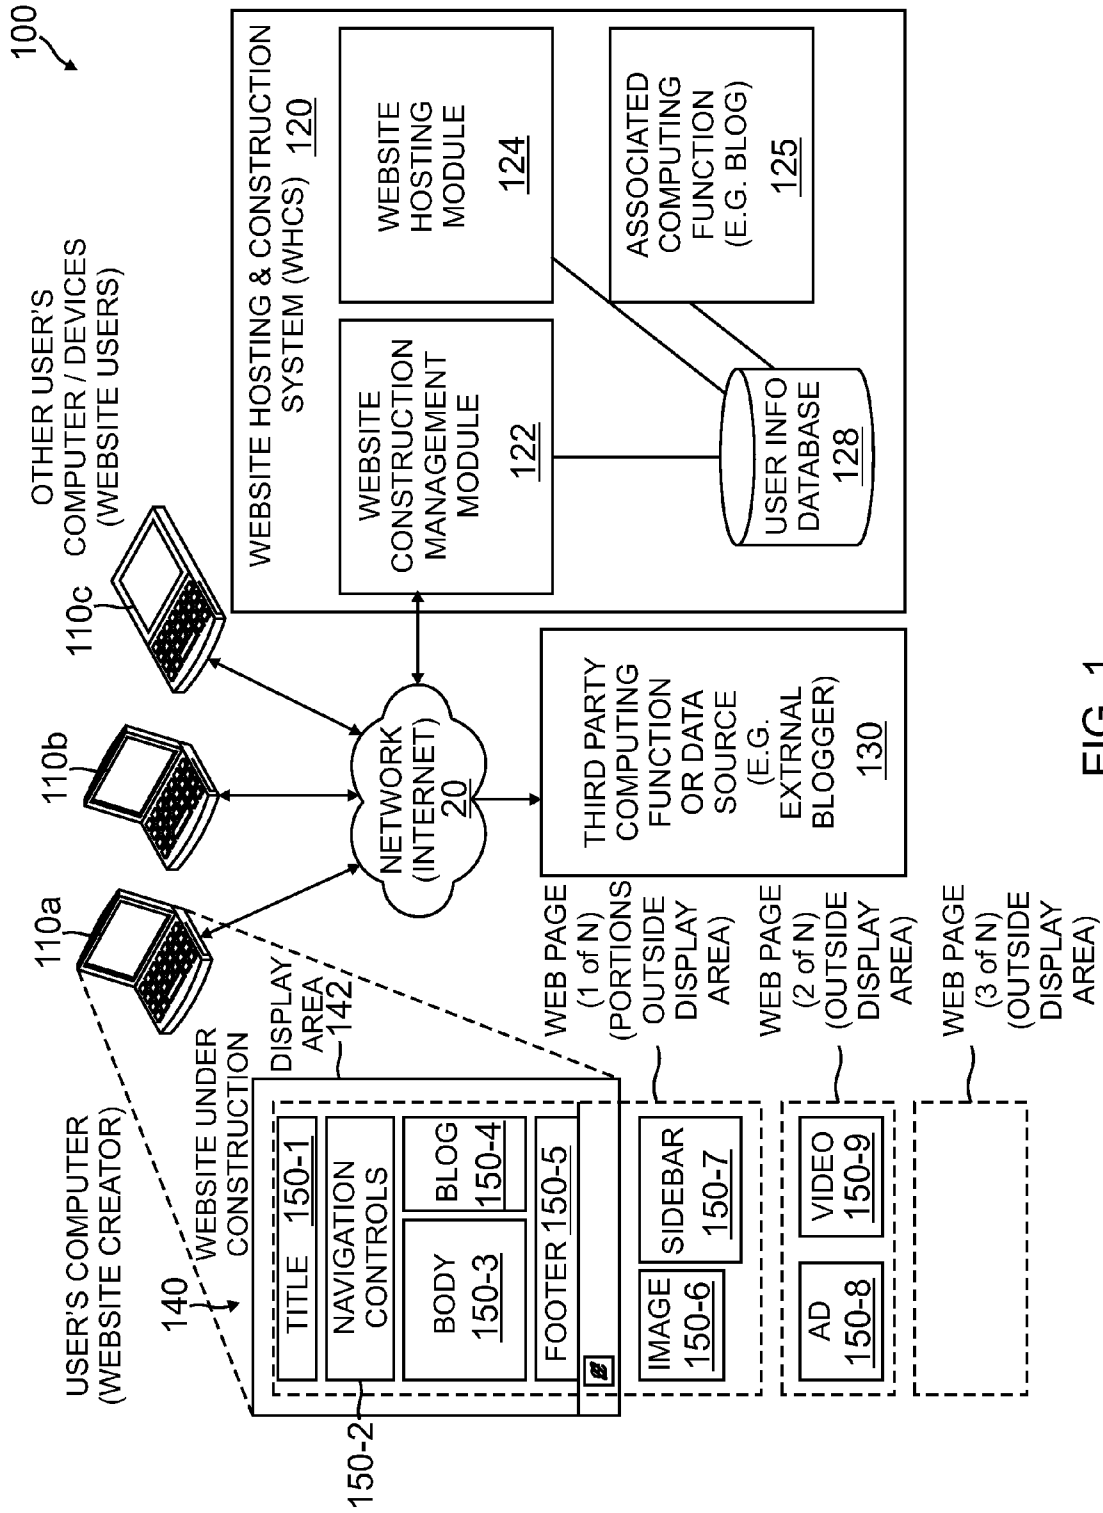 100
USER'S COMPUTER
(WEBSITE CREATOR)
110a
110b
110c
OTHER USER'S
COMPUTER / DEVICES
(WEBSITE USERS)
140
WEBSITE UNDER
CONSTRUCTION
DISPLAY
AREA
142
TITLE 150-1
NAVIGATION
CONTROLS
150-2
BODY
150-3
BLOG
150-4
FOOTER 150-5
IMAGE
150-6
SIDEBAR
150-7
AD
150-8
VIDEO
150-9
WEB PAGE
(1 of N)
(PORTIONS
OUTSIDE
DISPLAY
AREA)
WEB PAGE
(2 of N)
(OUTSIDE
DISPLAY
AREA)
WEB PAGE
(3 of N)
(OUTSIDE
DISPLAY
AREA)
NETWORK
(INTERNET)
20
THIRD PARTY
COMPUTING
FUNCTION
OR DATA
SOURCE
(E.G.
EXTRNAL
BLOGGER)
130
WEBSITE HOSTING & CONSTRUCTION
SYSTEM (WHCS) 120
WEBSITE
CONSTRUCTION
MANAGEMENT
MODULE
122
WEBSITE
HOSTING
MODULE
124
ASSOCIATED
COMPUTING
FUNCTION
(E.G. BLOG)
125
USER INFO
DATABASE
128
FIG. 1